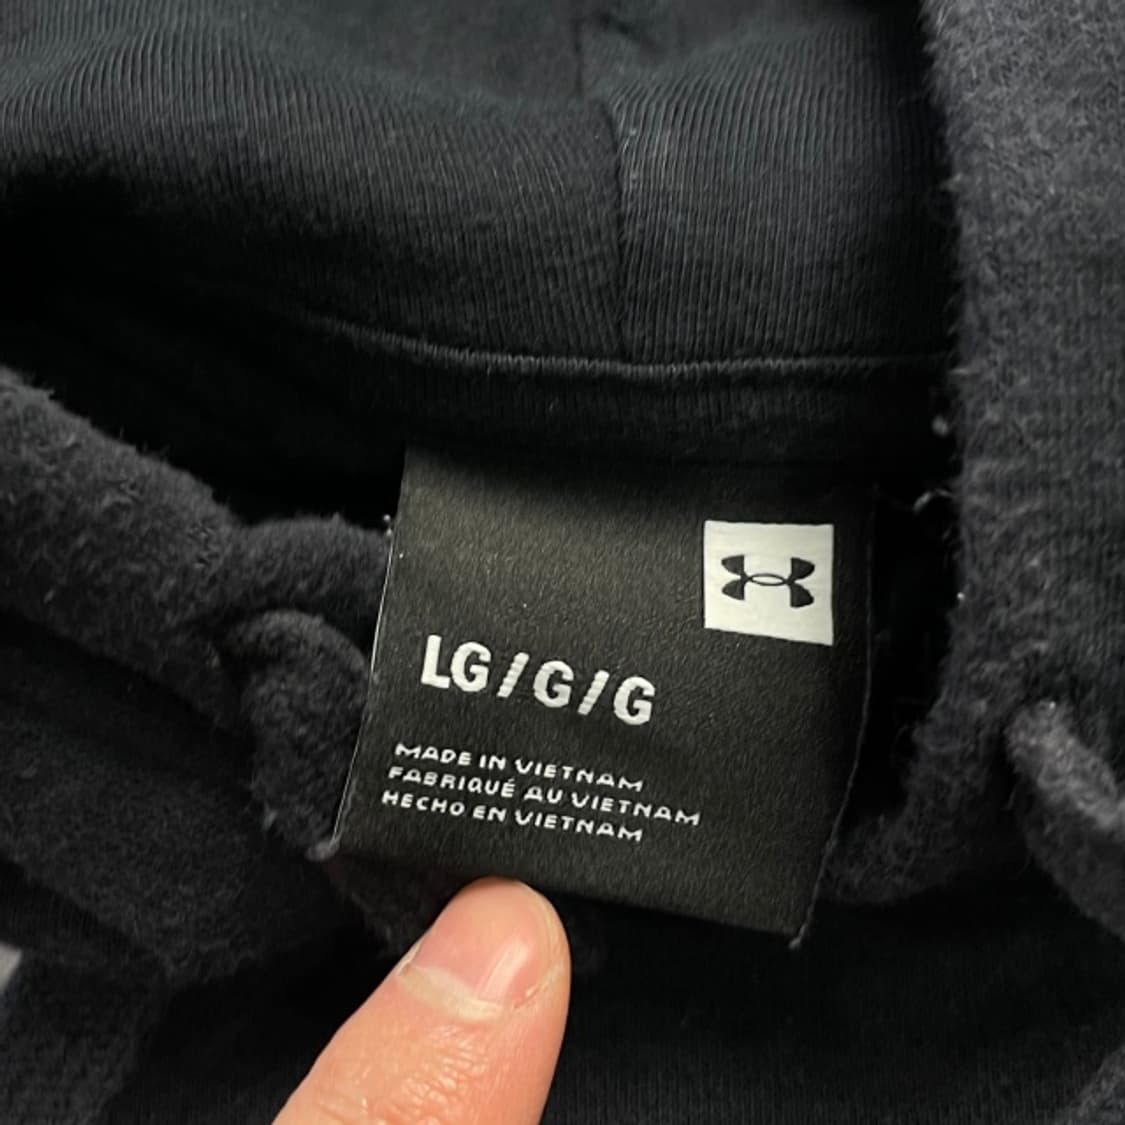 LG/G/G
MADE IN VIETNAM
FABRIQUÉ AU VIETNAM
HECHO EN VIETNAM